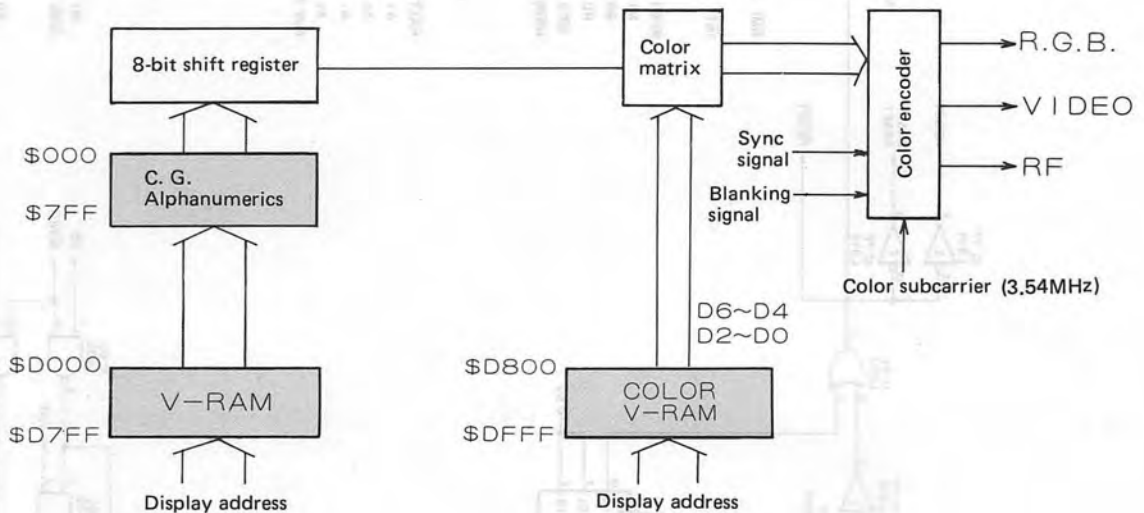 8-bit shift register
Color
matrix
Color encoder
R.G.B.
VIDEO
RF
Sync
signal
Blanking
signal
Color subcarrier (3.54MHz)
$000
$7FF
C. G.
Alphanumerics
D6~D4
D2~D0
$D000
$D7FF
V-RAM
$D800
$DFFF
COLOR
V-RAM
Display address
Display address